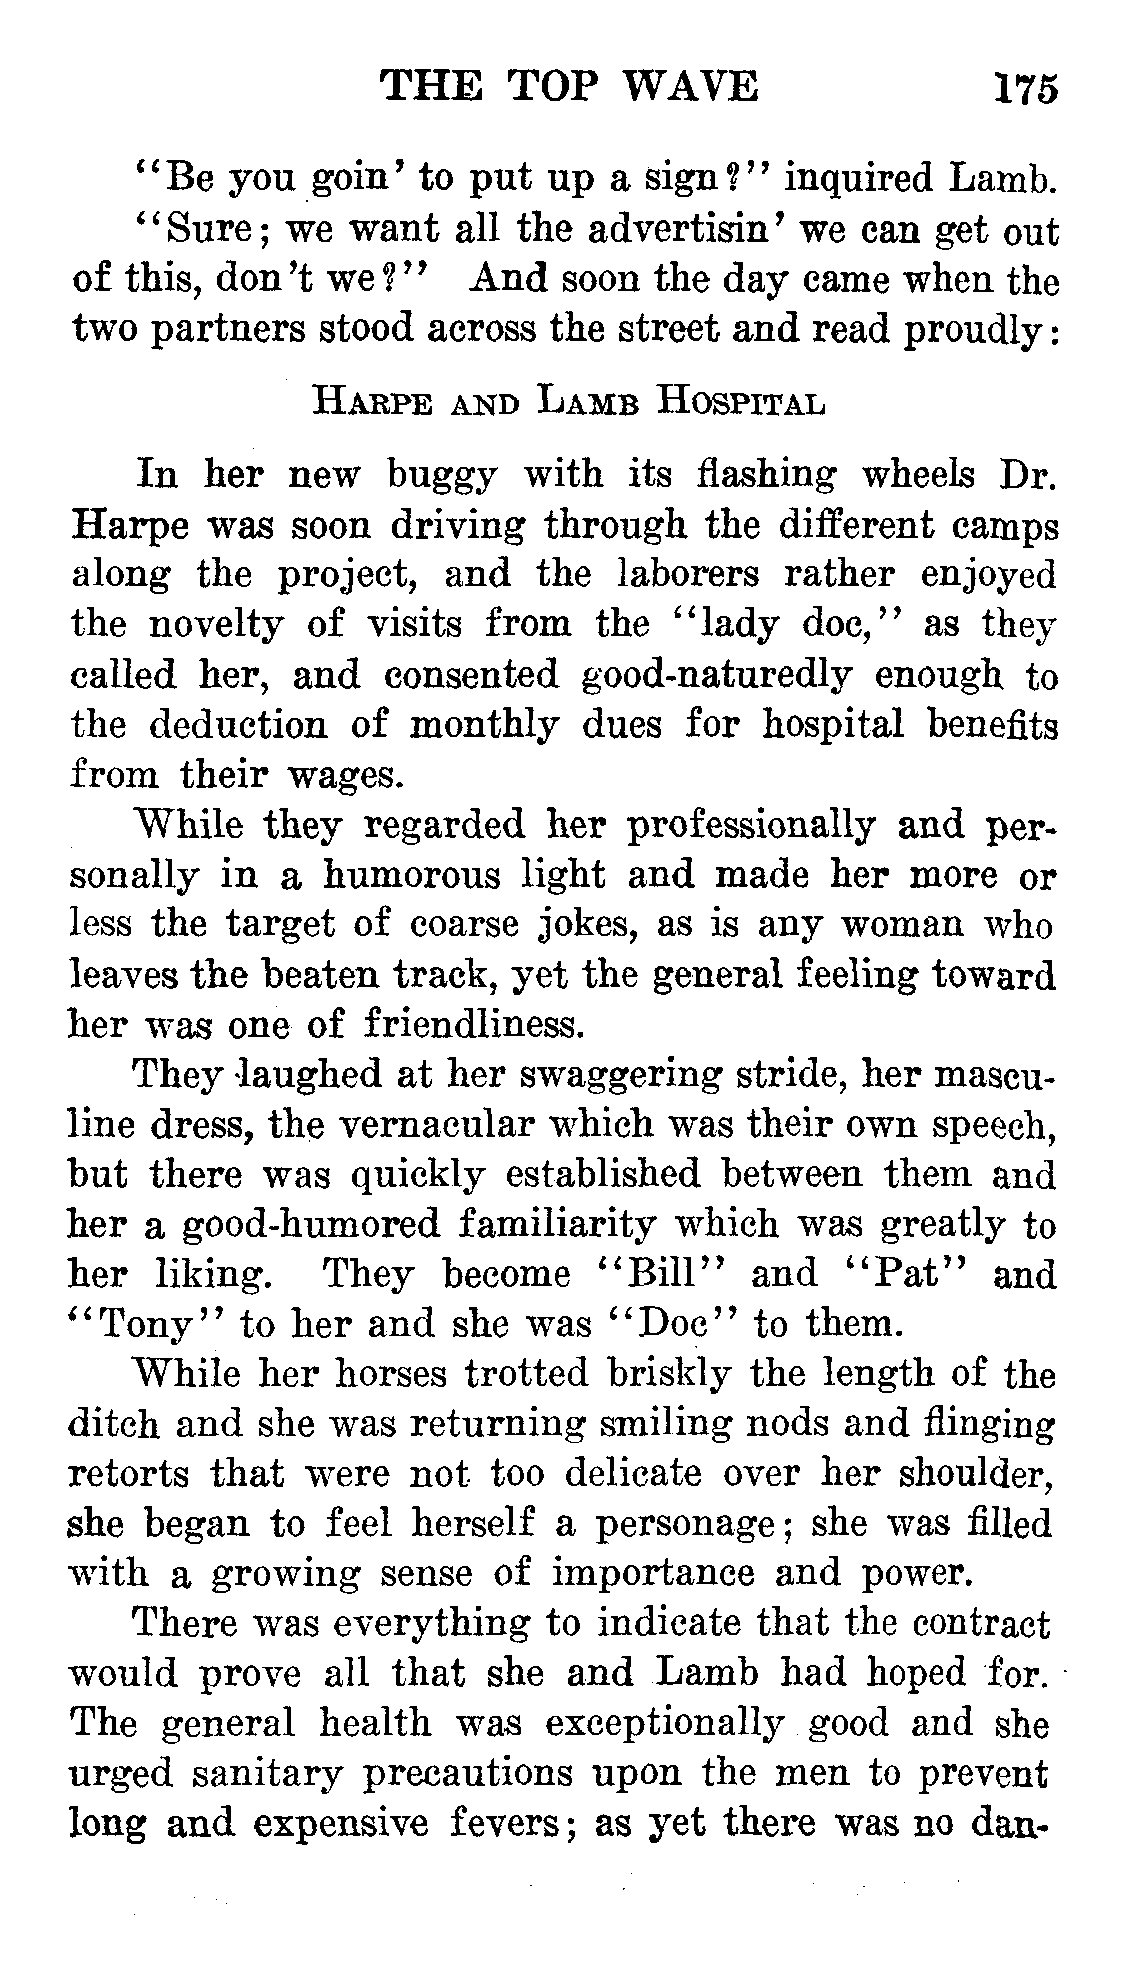 THE TOP WAVE 175
"Be you goin' to put up a sign?" inquired Lamb.
"Sure; we want all the advertisin' we can get out
of this, don't we?" And soon the day came when the
two partners stood across the street and read proudly:
HARPE AND LAMB HOSPITAL
In her new buggy with its flashing wheels Dr.
Harpe was soon driving through the different camps
along the project, and the laborers rather enjoyed
the novelty of visits from the "lady doc," as they
called her, and consented good-naturedly enough to
the deduction of monthly dues for hospital benefits
from their wages.
While they regarded her professionally and per-
sonally in a humorous light and made her more or
less the target of coarse jokes, as is any woman who
leaves the beaten track, yet the general feeling toward
her was one of friendliness.
They laughed at her swaggering stride, her mascu-
line dress, the vernacular which was their own speech,
but there was quickly established between them and
her a good-humored familiarity which was greatly to
her liking. They become "Bill" and "Pat" and
"Tony" to her and she was "Doc" to them.
While her horses trotted briskly the length of the
ditch and she was returning smiling nods and flinging
retorts that were not too delicate over her shoulder,
she began to feel herself a personage; she was filled
with a growing sense of importance and power.
There was everything to indicate that the contract
would prove all that she and Lamb had hoped for.
The general health was exceptionally good and she
urged sanitary precautions upon the men to prevent
long and expensive fevers; as yet there was no dan-